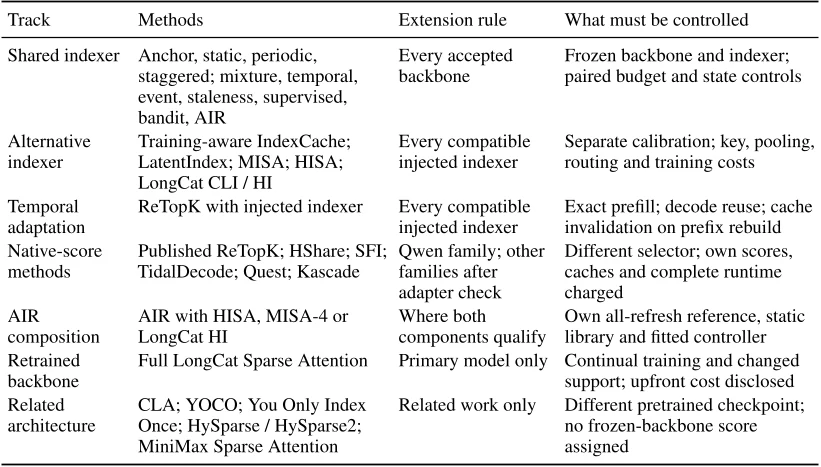 Track Methods Extension rule What must be controlled
Shared indexer Anchor, static, periodic, Every accepted Frozen backbone and indexer;
staggered; mixture, temporal, backbone paired budget and state controls
event, staleness, supervised,
bandit, AIR
Alternative Training-aware IndexCache; Every compatible Separate calibration; key, pooling,
indexer LatentIndex; MISA; HISA; injected indexer routing and training costs
LongCat CLI / HI
Temporal ReTopK with injected indexer Every compatible Exact prefill; decode reuse; cache
adaptation injected indexer invalidation on prefix rebuild
Native-score Published ReTopK; HShare; SFI; Qwen family; other Different selector; own scores,
methods TidalDecode; Quest; Kascade families after caches and complete runtime
adapter check charged
AIR AIR with HISA, MISA-4 or Where both Own all-refresh reference, static
composition LongCat HI components qualify library and fitted controller
Retrained Full LongCat Sparse Attention Primary model only Continual training and changed
backbone support; upfront cost disclosed
Related CLA; YOCO; You Only Index Related work only Different pretrained checkpoint;
architecture Once; HySparse / HySparse2; no frozen-backbone score
MiniMax Sparse Attention assigned